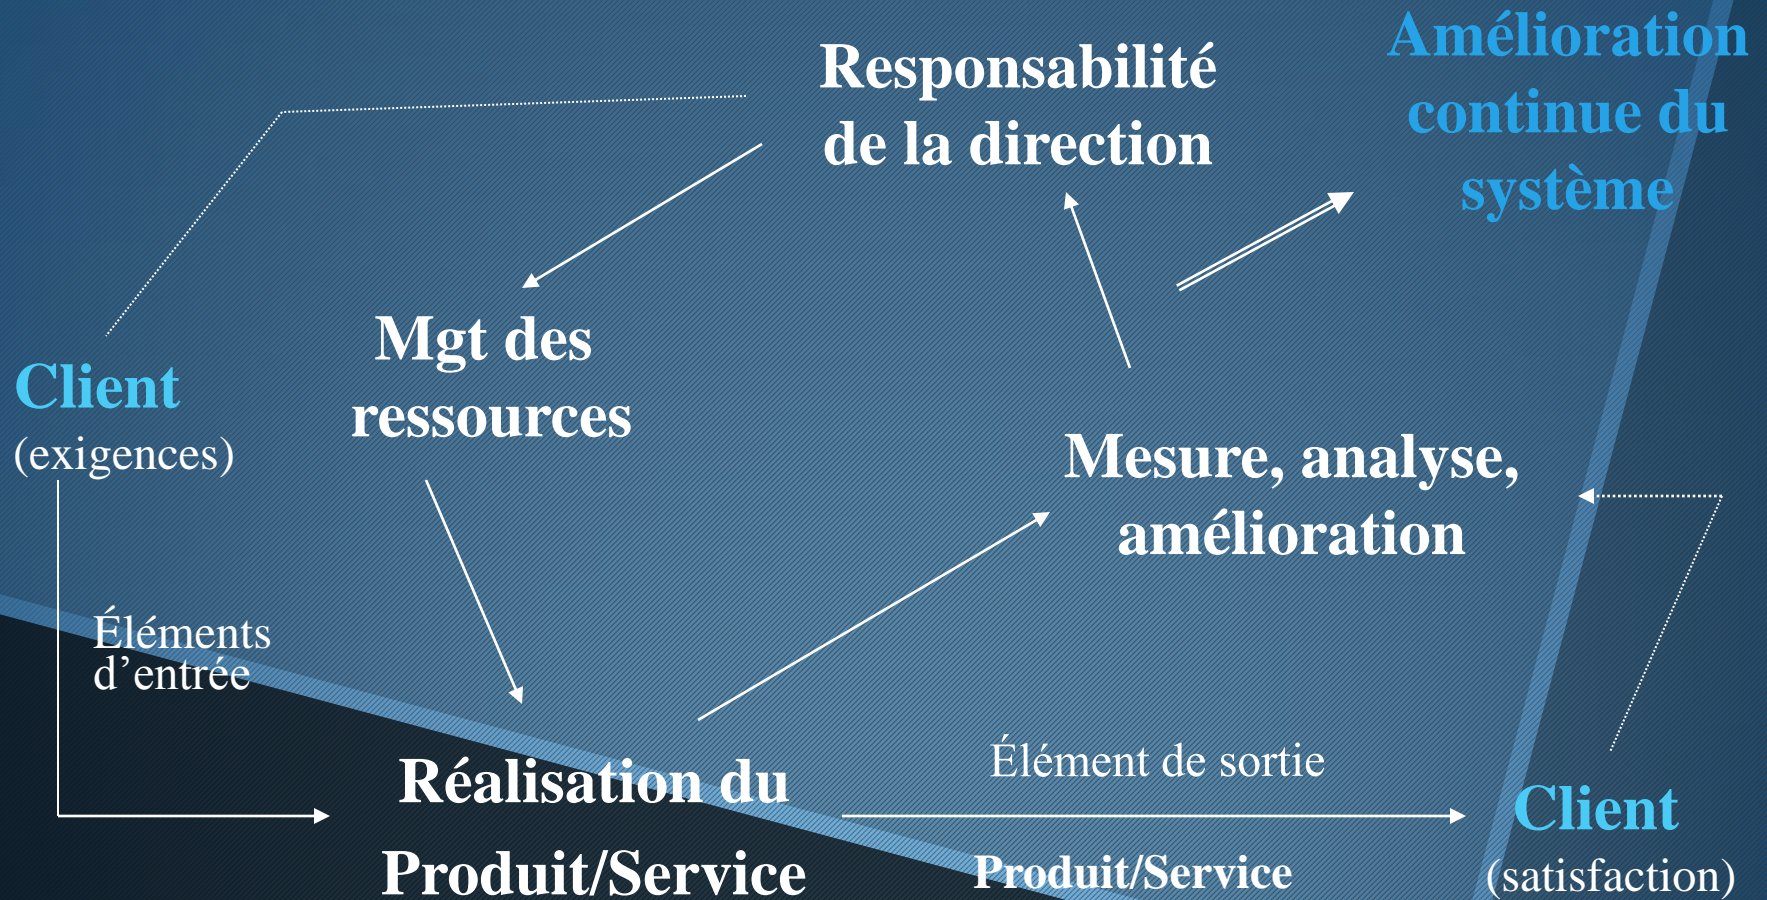 Responsabilité
de la direction
Amélioration
continue du
système
Mgt des
ressources
Client
(exigences)
Mesure, analyse,
amélioration
Éléments
d’entrée
Réalisation du
Produit/Service
Élément de sortie
Produit/Service
Client
(satisfaction)